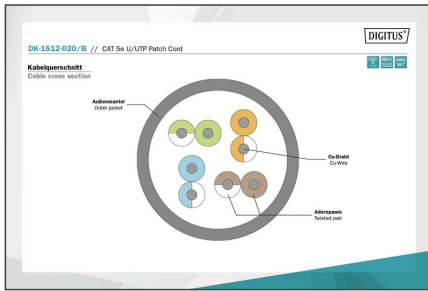 DIGITUS®
DK-1512-020/B // CAT 5e U/UTP Patch Cord
Kabelquerschnitt
Cable cross section
Außenmantel
Outer jacket
Cu-Draht
Cu-Wire
Adernpaare
Twisted pair